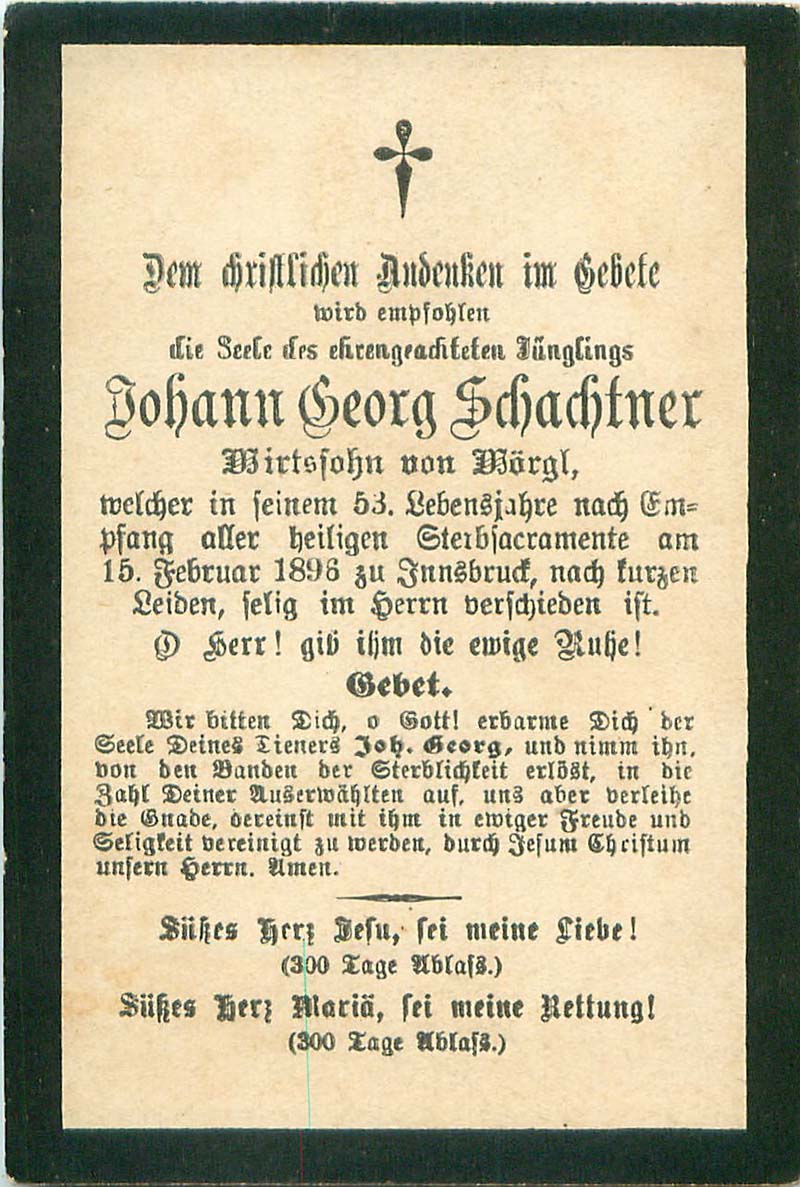 Dem christlichen Andenken im Gebete
wird empfohlen
die Seele des ehrengeachteten Jünglings
Johann Georg Schachtner
Wirtssohn von Wörgl,
welcher in seinem 53. Lebensjahre nach Em-
pfang aller heiligen Sterbsacramente am
15. Februar 1896 zu Innsbruck, nach kurzen
Leiden, selig im Herrn verschieden ist.
O Herr! gib ihm die ewige Ruhe!
Gebet.
Wir bitten Dich, o Gott! erbarme Dich der
Seele Deines Tieners Joh. Georg, und nimm ihn,
von den Banden der Sterblichkeit erlöst, in die
Zahl Deiner Auserwählten auf, uns aber verleihe
die Gnade, dereinst mit ihm in ewiger Freude und
Seligkeit vereinigt zu werden, durch Jesum Christum
unsern Herrn. Amen.
Süßes Herz Jesu, sei meine Liebe!
(300 Tage Ablass.)
Süßes Herz Mariä, sei meine Rettung!
(300 Tage Ablass.)